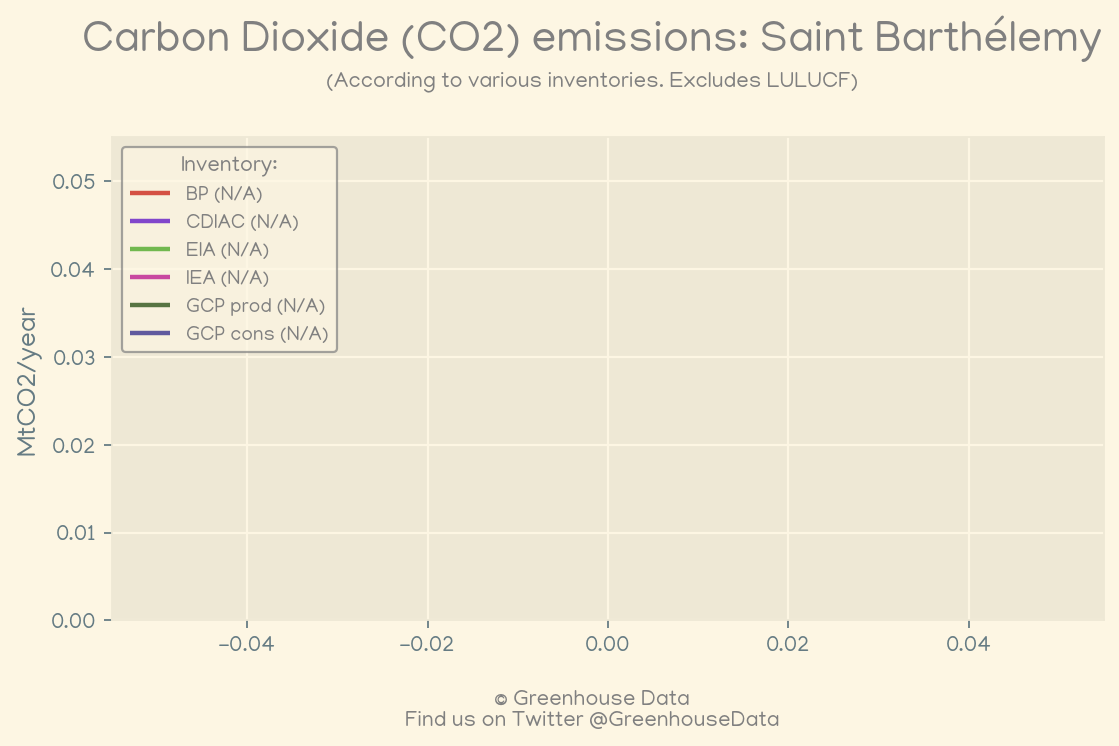 Carbon Dioxide (CO2) emissions: Saint Barthélemy
(According to various inventories. Excludes LULUCF)
Inventory:
BP (N/A)
CDIAC (N/A)
EIA (N/A)
IEA (N/A)
GCP prod (N/A)
GCP cons (N/A)
MtCO2/year
0.05
0.04
0.03
0.02
0.01
0.00
−0.04
−0.02
0.00
0.02
0.04
© Greenhouse Data
Find us on Twitter @GreenhouseData